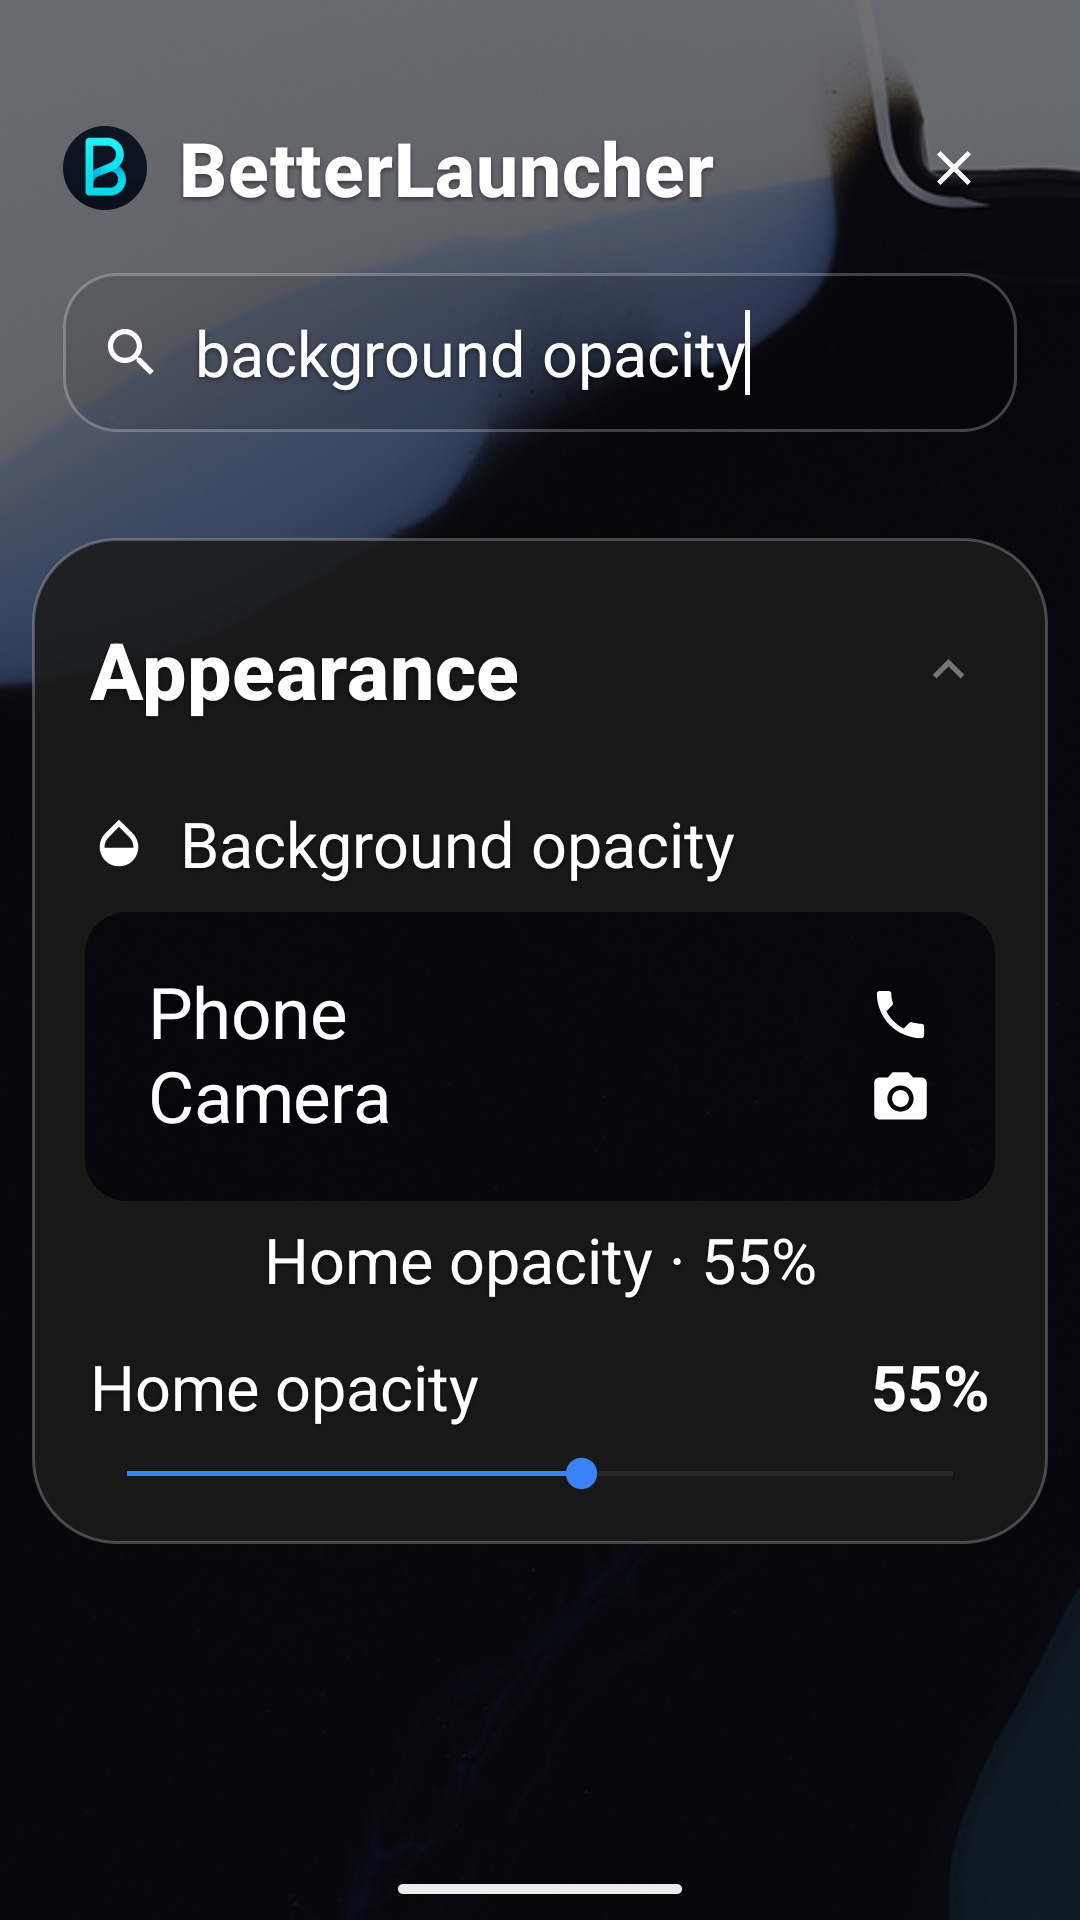 BetterLauncher
background opacity
Appearance
Background opacity
Phone
Camera
Home opacity · 55%
Home opacity 55%